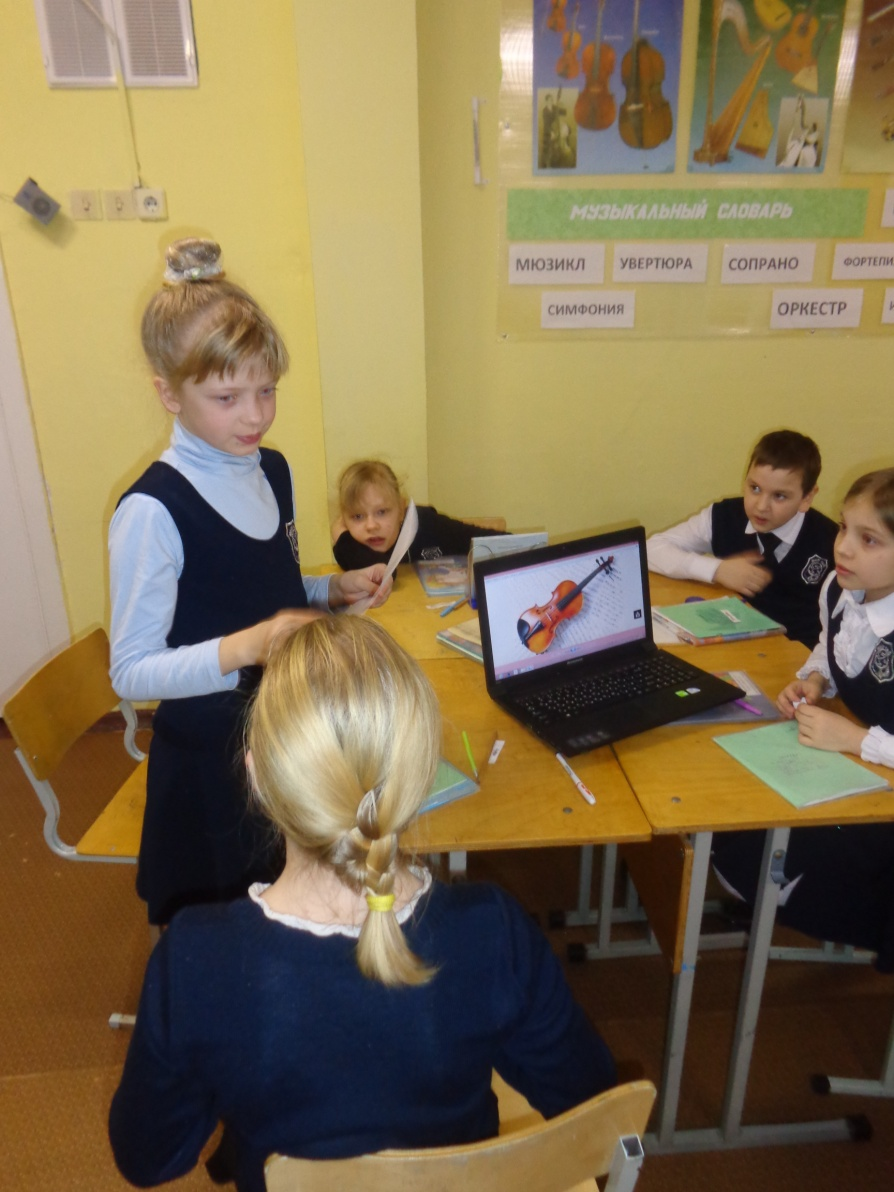 МУЗЫКАЛЬНЫЙ СЛОВАРЬ
МЮЗИКЛ УВЕРТЮРА СОПРАНО
СИМФОНИЯ ОРКЕСТР